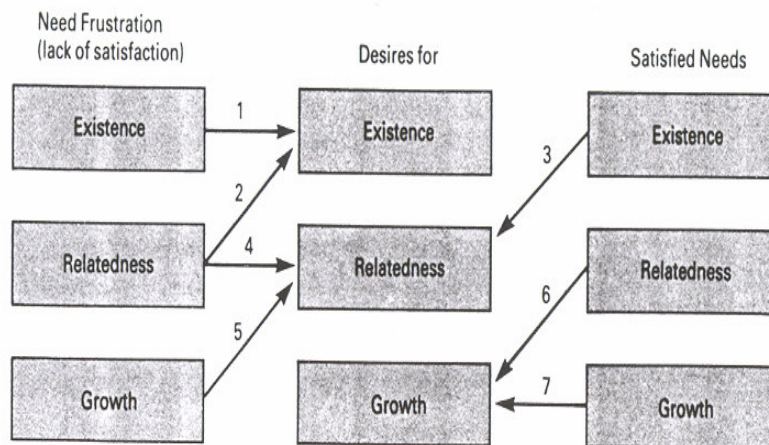 Need Frustration
(lack of satisfaction)
Desires for
Satisfied Needs
Existence
1
Existence
3
Existence
2
Relatedness
4
Relatedness
6
Relatedness
5
Growth
Growth
7
Growth